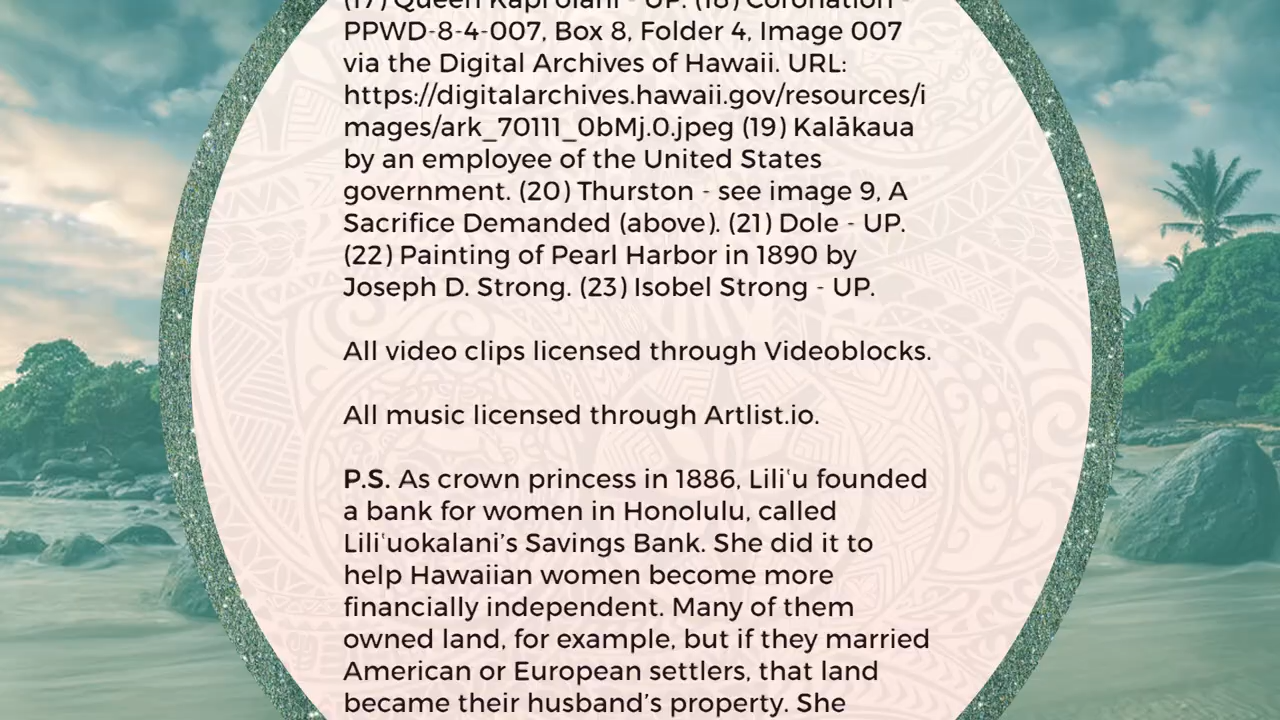 (17) Queen Kapiʻolani - UP. (18) Coronation -
PPWD-8-4-007, Box 8, Folder 4, Image 007
via the Digital Archives of Hawaii. URL:
https://digitalarchives.hawaii.gov/resources/i
mages/ark_70111_0bMj.0.jpeg (19) Kalākaua
by an employee of the United States
government. (20) Thurston - see image 9, A
Sacrifice Demanded (above). (21) Dole - UP.
(22) Painting of Pearl Harbor in 1890 by
Joseph D. Strong. (23) Isobel Strong - UP.
All video clips licensed through Videoblocks.
All music licensed through Artlist.io.
P.S. As crown princess in 1886, Liliʻu founded
a bank for women in Honolulu, called
Liliʻuokalani’s Savings Bank. She did it to
help Hawaiian women become more
financially independent. Many of them
owned land, for example, but if they married
American or European settlers, that land
became their husband’s property. She